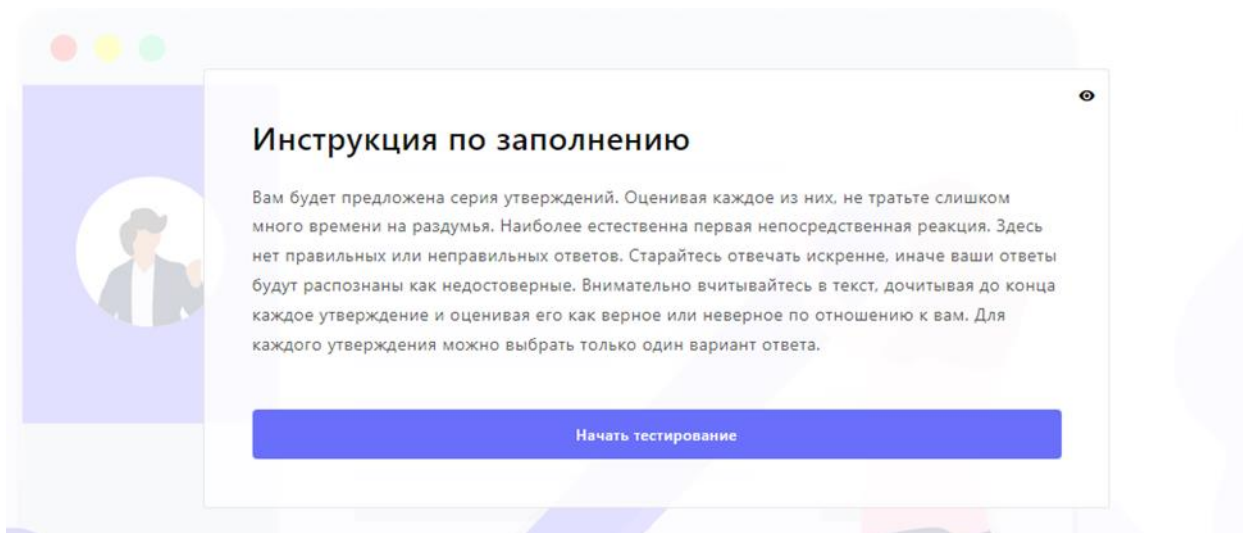 Инструкция по заполнению
Вам будет предложена серия утверждений. Оценивая каждое из них, не тратьте слишком
много времени на раздумья. Наиболее естественна первая непосредственная реакция. Здесь
нет правильных или неправильных ответов. Старайтесь отвечать искренне, иначе ваши ответы
будут распознаны как недостоверные. Внимательно вчитывайтесь в текст, дочитывая до конца
каждое утверждение и оценивая его как верное или неверное по отношению к вам. Для
каждого утверждения можно выбрать только один вариант ответа.
Начать тестирование